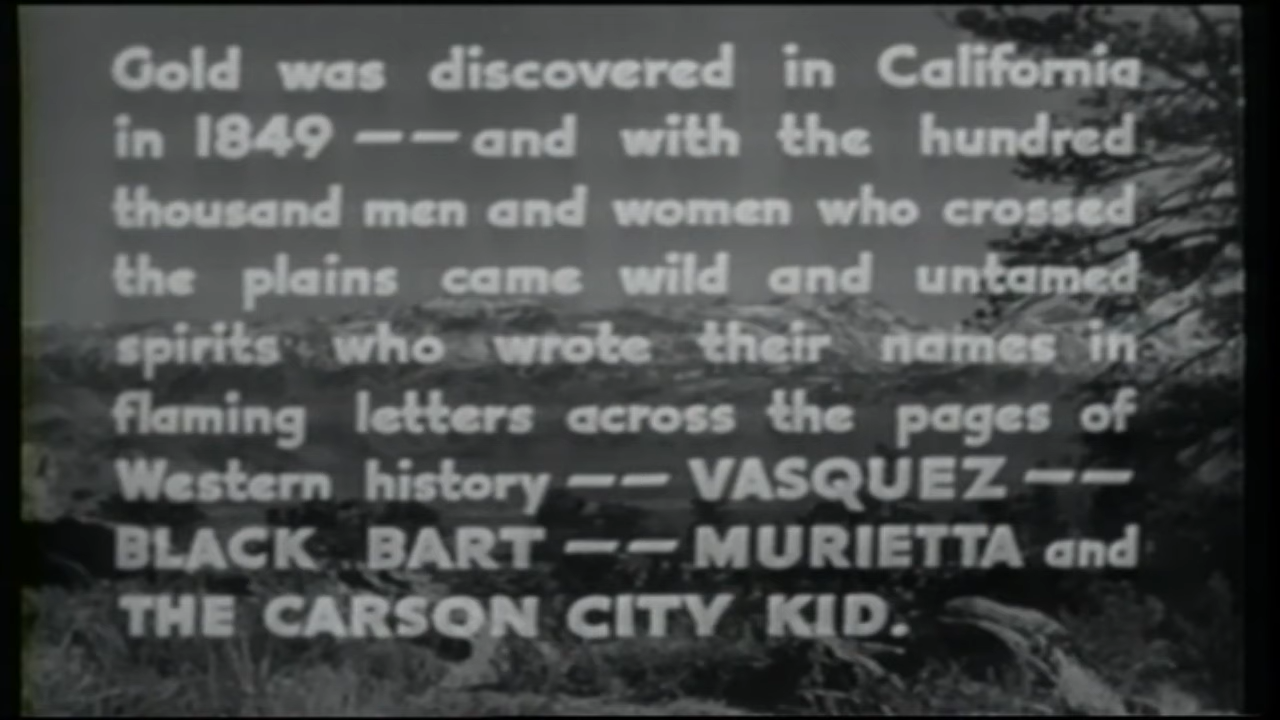 Gold was discovered in California
in 1849 -- and with the hundred
thousand men and women who crossed
the plains came wild and untamed
spirits who wrote their names in
flaming letters across the pages of
Western history -- VASQUEZ --
BLACK BART -- MURIETTA and
THE CARSON CITY KID.